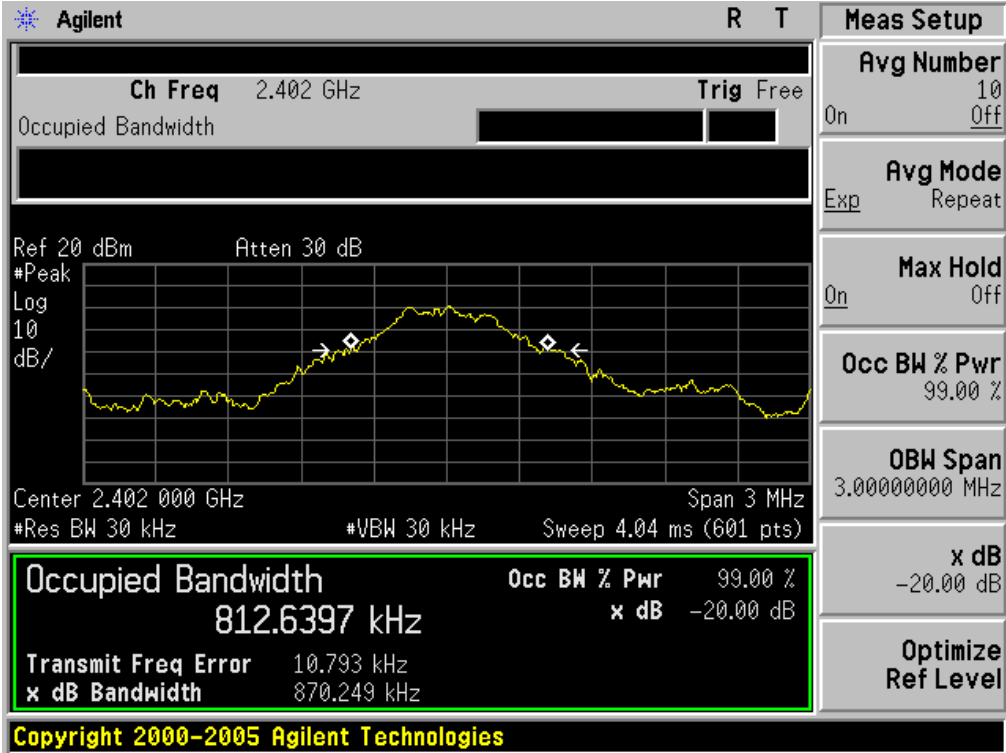 Agilent R T
Ch Freq 2.402 GHz Trig Free
Occupied Bandwidth
Ref 20 dBm Atten 30 dB
#Peak
Log
10
dB/
Center 2.402 000 GHz Span 3 MHz
#Res BW 30 kHz #VBW 30 kHz Sweep 4.04 ms (601 pts)
Occupied Bandwidth Occ BW % Pwr 99.00 %
812.6397 kHz x dB -20.00 dB
Transmit Freq Error 10.793 kHz
x dB Bandwidth 870.249 kHz
Copyright 2000-2005 Agilent Technologies
Meas Setup
Avg Number
10
On Off
Avg Mode
Exp Repeat
Max Hold
On Off
Occ BW % Pwr
99.00 %
OBW Span
3.00000000 MHz
x dB
-20.00 dB
Optimize
Ref Level